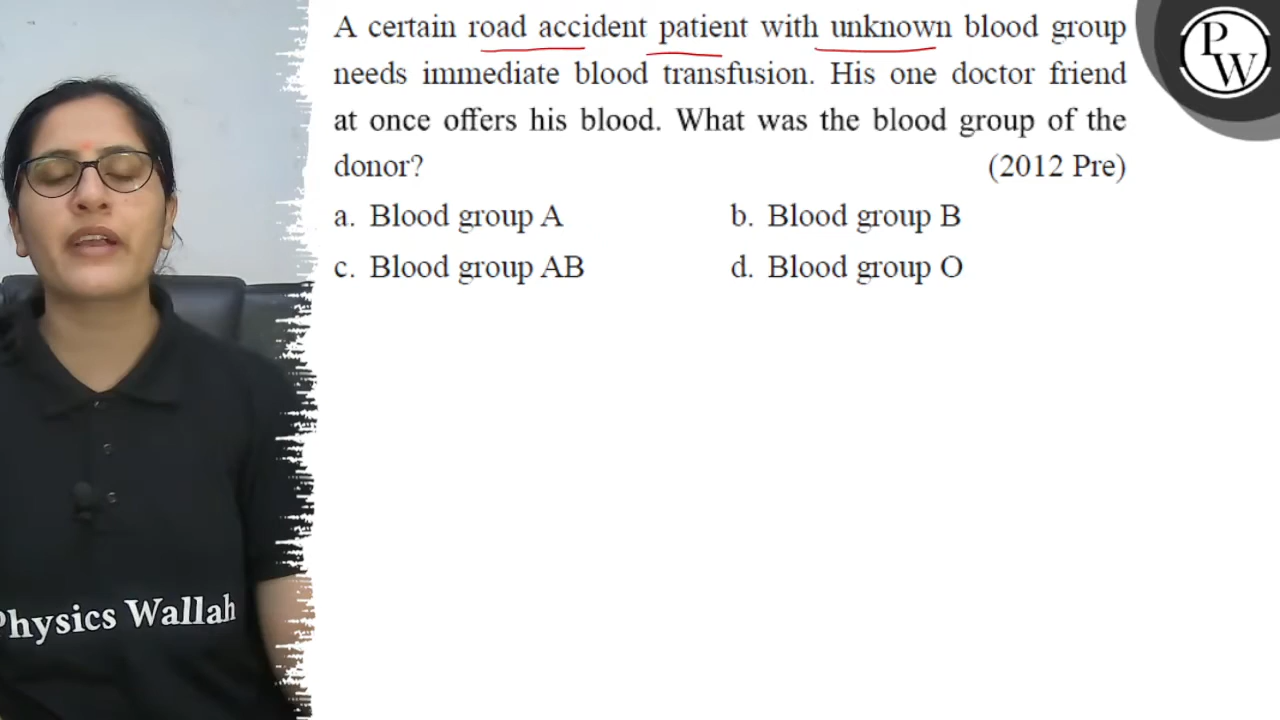 A certain road accident patient with unknown blood group
needs immediate blood transfusion. His one doctor friend
at once offers his blood. What was the blood group of the
donor? (2012 Pre)
a. Blood group A b. Blood group B
c. Blood group AB d. Blood group O
PW
Physics Wallah